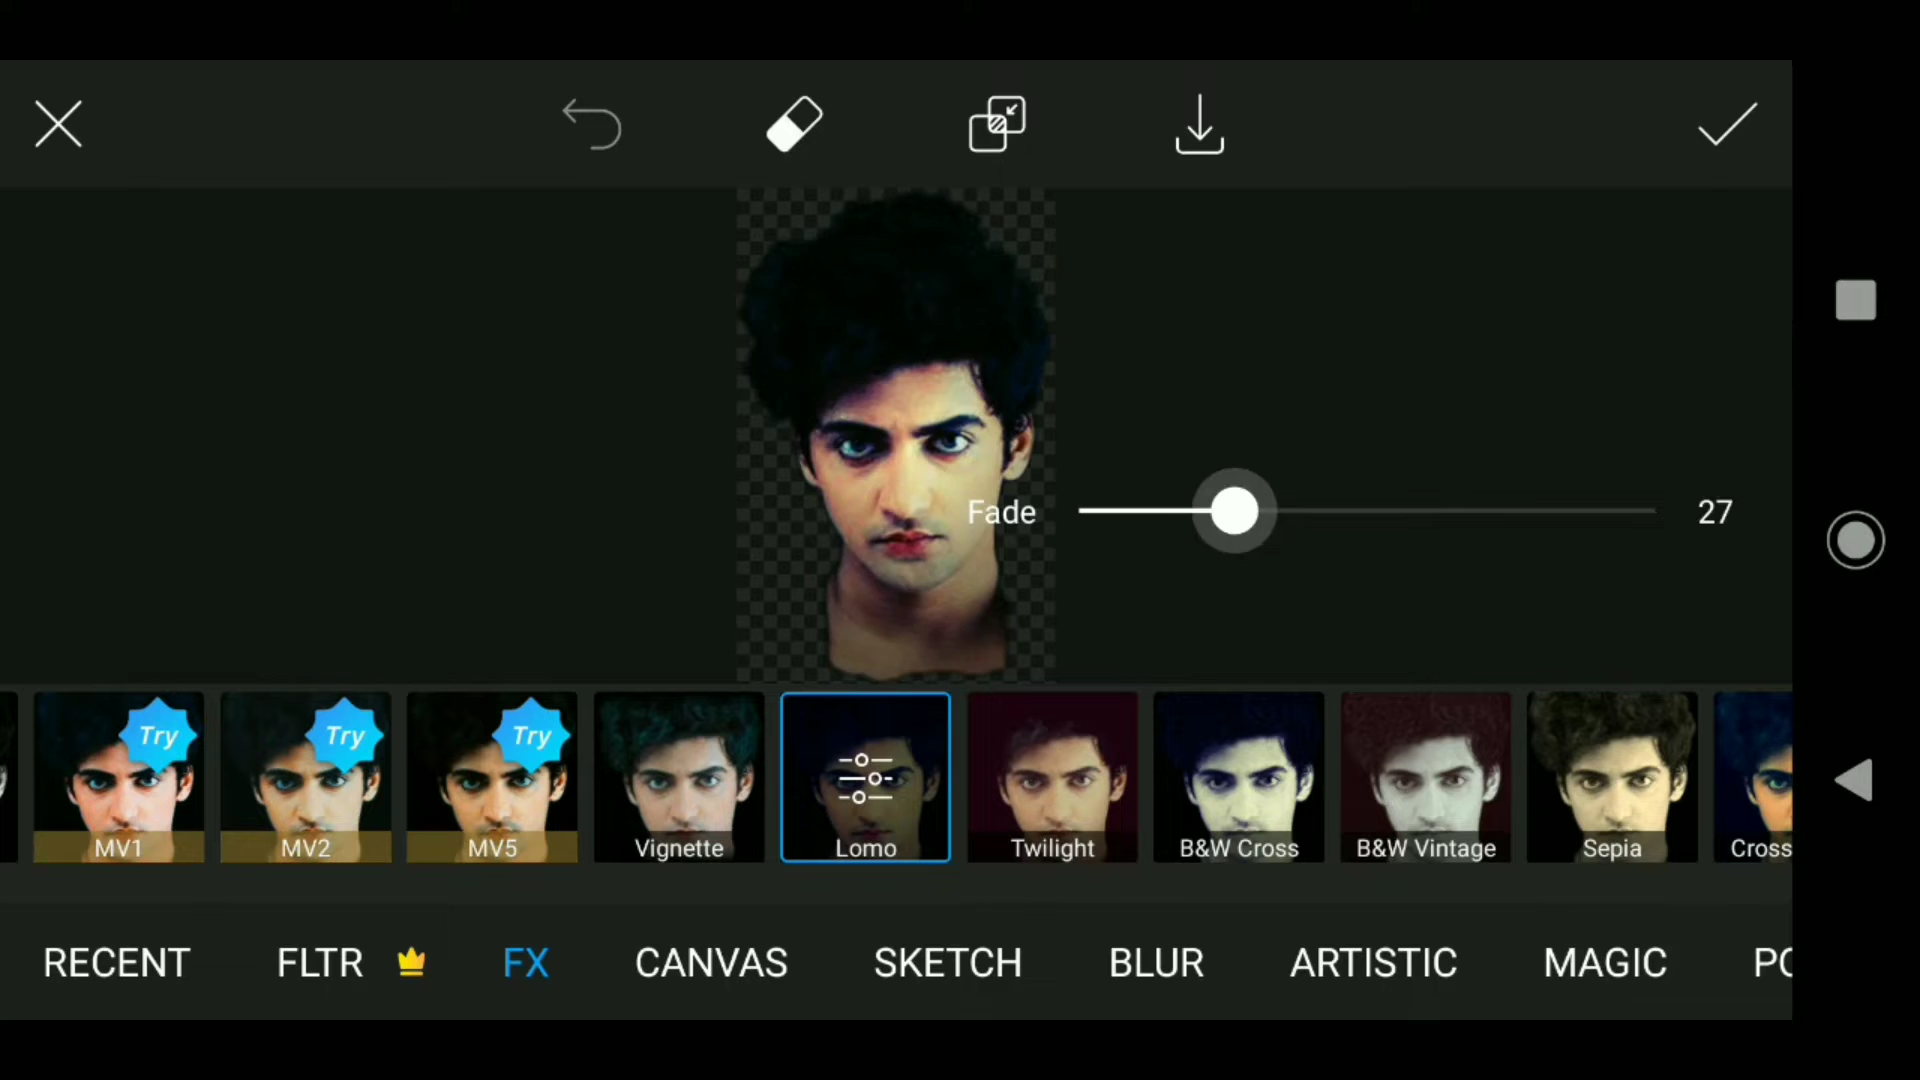 Fade 27
Try Try Try
MV1 MV2 MV5 Vignette Lomo Twilight B&W Cross B&W Vintage Sepia Cross
RECENT FLTR FX CANVAS SKETCH BLUR ARTISTIC MAGIC PO